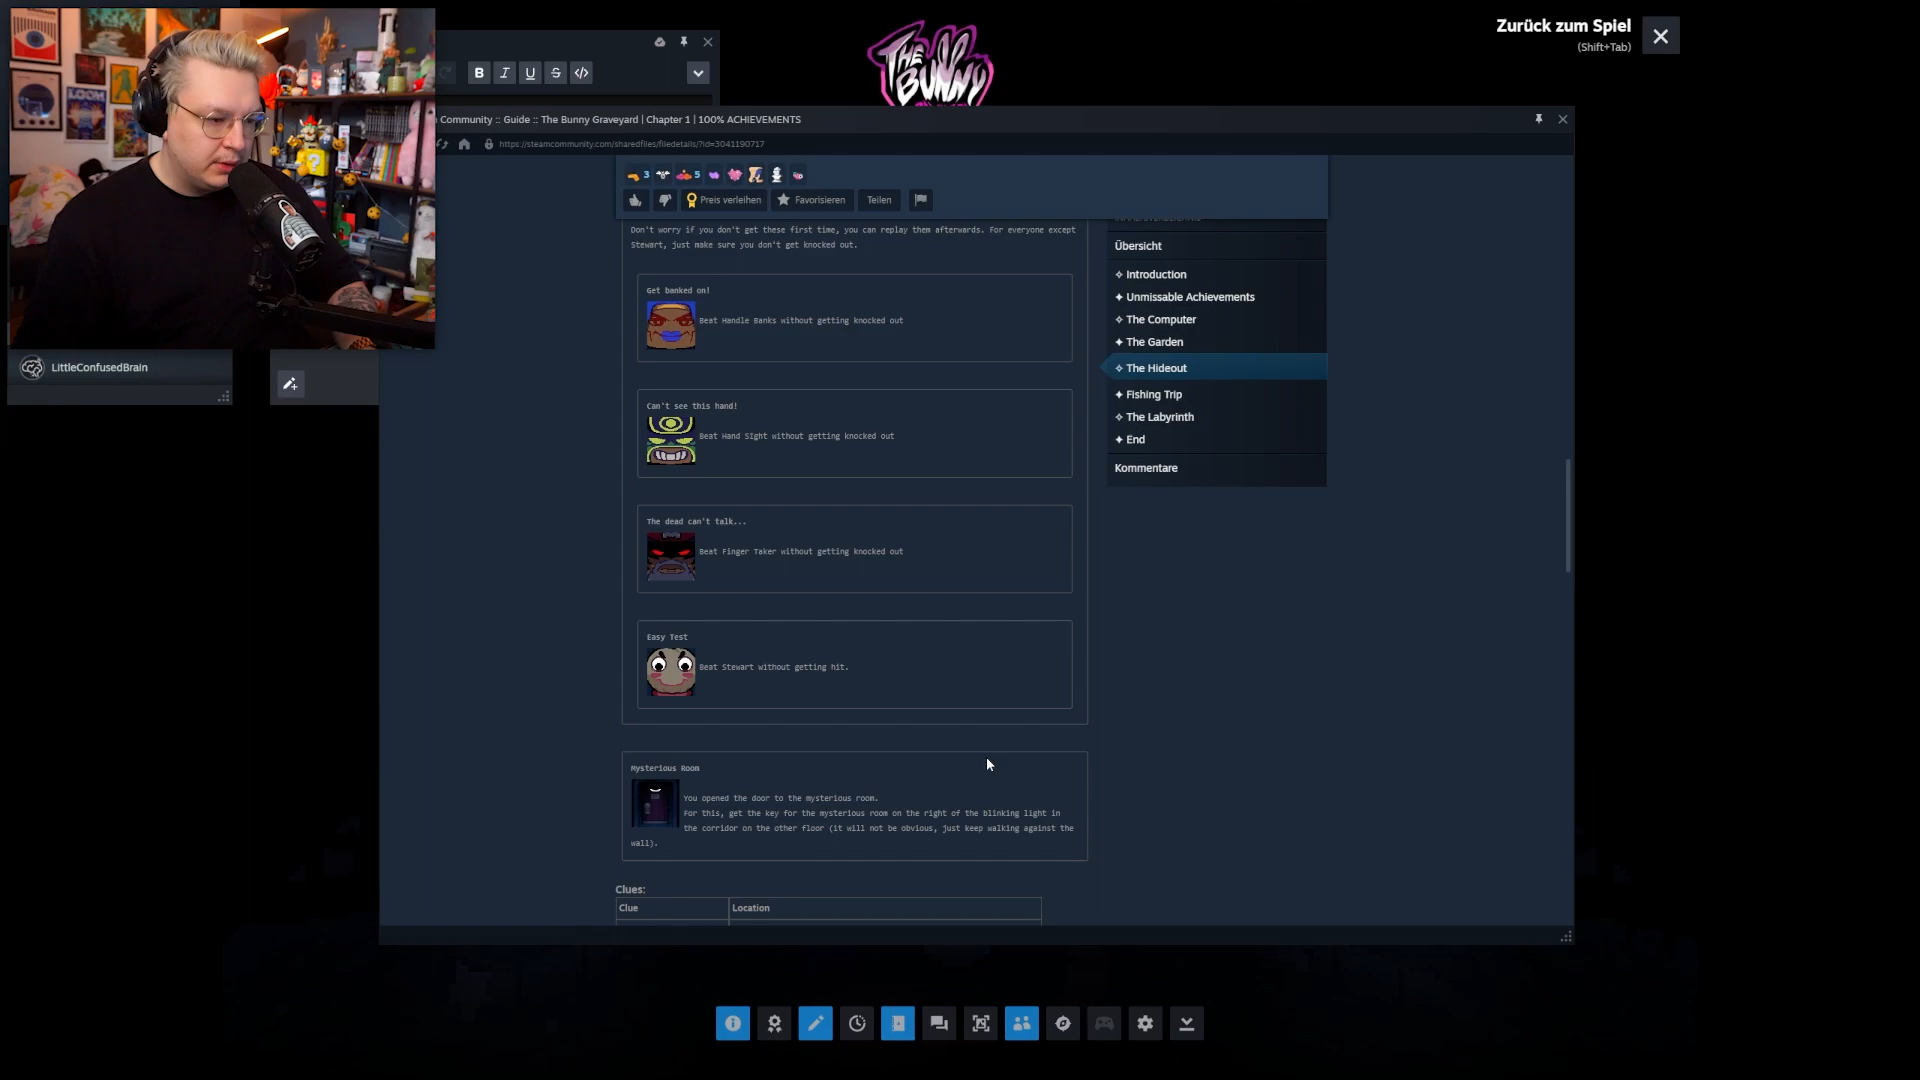 Zurück zum Spiel
(Shift+Tab)
THE
BUNNY
LOOM
B I U S </>
Community :: Guide :: The Bunny Graveyard | Chapter 1 | 100% ACHIEVEMENTS
https://steamcommunity.com/sharedfiles/filedetails/?id=3041190717
3
5
Preis verleihen
Favorisieren
Teilen
Don't worry if you don't get these first time, you can replay them afterwards. For everyone except
Stewart, just make sure you don't get knocked out.
Get banked on!
Beat Handle Banks without getting knocked out
Can't see this hand!
Beat Hand SIght without getting knocked out
The dead can't talk...
Beat Finger Taker without getting knocked out
Easy Test
Beat Stewart without getting hit.
Mysterious Room
You opened the door to the mysterious room.
For this, get the key for the mysterious room on the right of the blinking light in
the corridor on the other floor (it will not be obvious, just keep walking against the
wall).
Clues:
Clue
Location
Übersicht
✧ Introduction
✦ Unmissable Achievements
✧ The Computer
✦ The Garden
✧ The Hideout
✦ Fishing Trip
✧ The Labyrinth
✦ End
Kommentare
LittleConfusedBrain